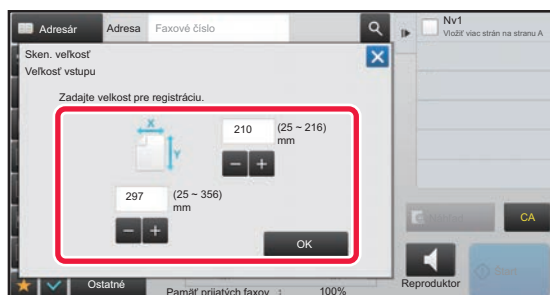 Adresár
Adresa
Faxové číslo
Nv1
Vložiť viac strán na stranu A
Sken. veľkosť
Veľkosť vstupu
Zadajte velkost pre registráciu.
X
Y
210 (25 ~ 216)
mm
297 (25 ~ 356)
mm
OK
CA
Štart
Ostatné
Pamäť prijatých faxov : 100%
Reproduktor